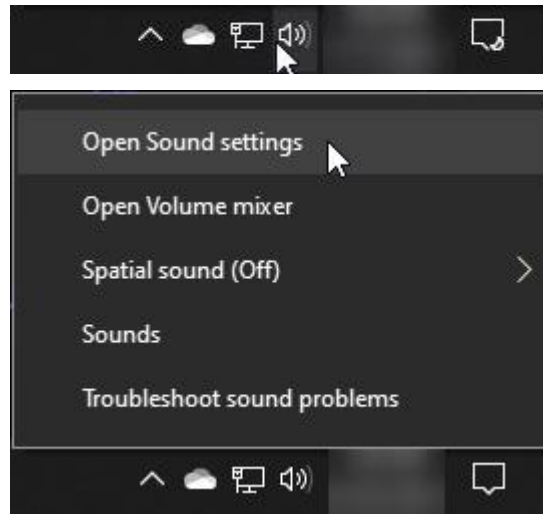 Open Sound settings
Open Volume mixer
Spatial sound (Off)
Sounds
Troubleshoot sound problems